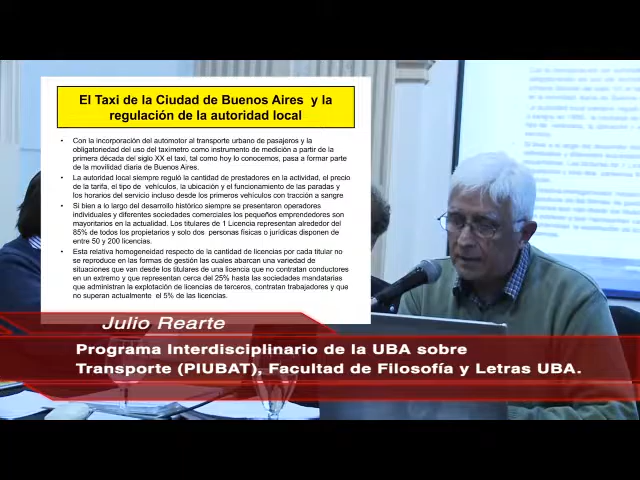 El Taxi de la Ciudad de Buenos Aires y la
regulación de la autoridad local
• Con la incorporación del automotor al transporte urbano de pasajeros y la
obligatoriedad del uso del taxímetro como instrumento de medición a partir de la
primera década del siglo XX el taxi, tal como hoy lo conocemos, pasa a formar parte
de la movilidad diaria de Buenos Aires.
• La autoridad local siempre reguló la cantidad de prestadores en la actividad, el precio
de la tarifa, el tipo de vehículos, la ubicación y el funcionamiento de las paradas y
los horarios del servicio incluso desde los primeros vehículos con tracción a sangre
• Si bien a lo largo del desarrollo histórico siempre se presentaron operadores
individuales y diferentes sociedades comerciales los pequeños emprendedores son
mayoritarios en la actualidad. Los titulares de 1 Licencia representan alrededor del
85% de todos los propietarios y solo dos personas físicas o jurídicas disponen de
entre 50 y 200 licencias.
• Esta relativa homogeneidad respecto de la cantidad de licencias por cada titular no
se reproduce en las formas de gestión las cuales abarcan una variedad de
situaciones que van desde los titulares de una licencia que no contratan conductores
en un extremo y que representan cerca del 25% hasta las sociedades mandatarias
que administran la explotación de licencias de terceros, contratan trabajadores y que
no superan actualmente el 5% de las licencias.
Julio Rearte
Programa Interdisciplinario de la UBA sobre
Transporte (PIUBAT), Facultad de Filosofía y Letras UBA.